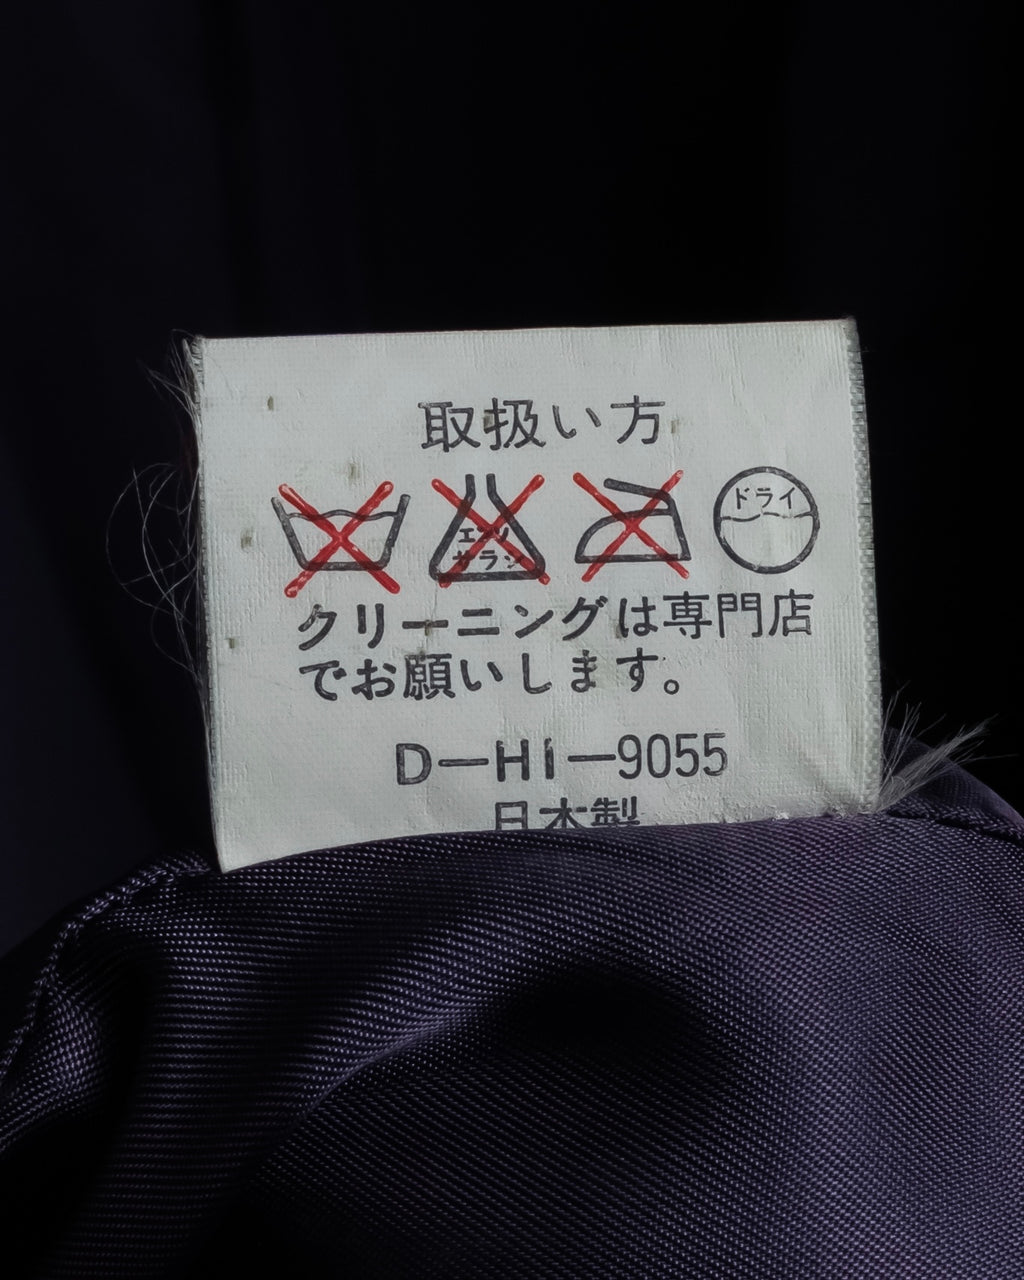 取扱い方
エンソ
サラシ
ドライ
クリーニングは専門店
でお願いします。
D—HI—9055
日本製